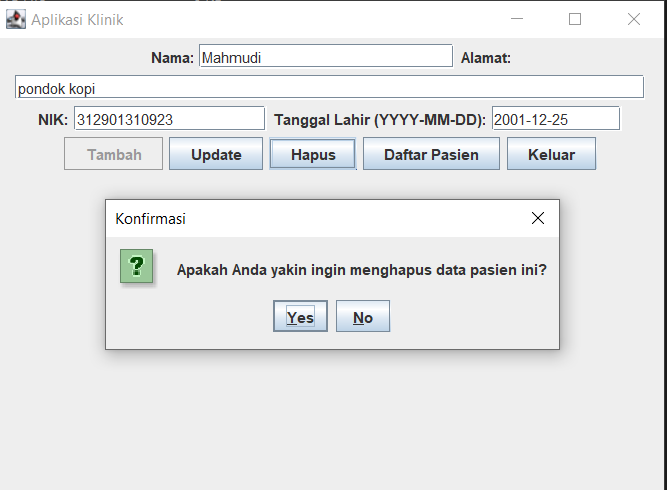 Aplikasi Klinik
Nama: Mahmudi Alamat:
pondok kopi
NIK: 312901310923 Tanggal Lahir (YYYY-MM-DD): 2001-12-25
Tambah Update Hapus Daftar Pasien Keluar
Konfirmasi
? Apakah Anda yakin ingin menghapus data pasien ini?
Yes No